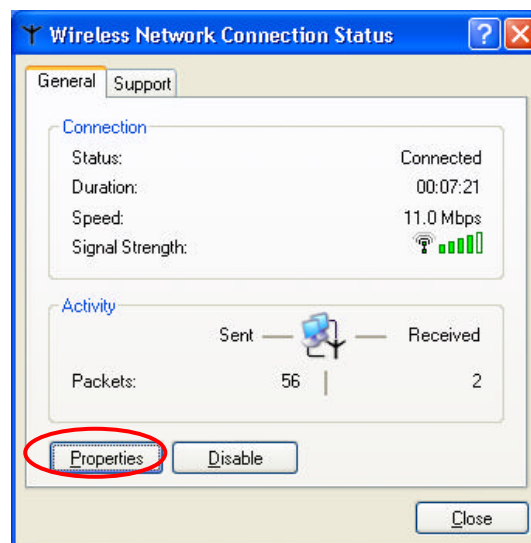 Wireless Network Connection Status
General Support
Connection
Status: Connected
Duration: 00:07:21
Speed: 11.0 Mbps
Signal Strength:
Activity
Sent Received
Packets: 56 2
Properties Disable
Close